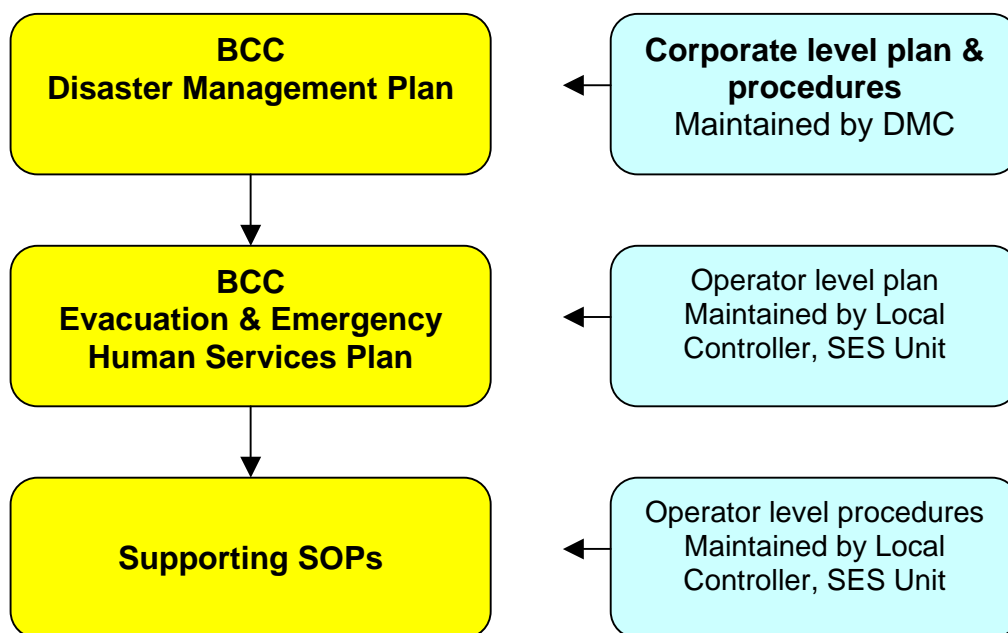 BCC
Disaster Management Plan
Corporate level plan &
procedures
Maintained by DMC
BCC
Evacuation & Emergency
Human Services Plan
Operator level plan
Maintained by Local
Controller, SES Unit
Supporting SOPs
Operator level procedures
Maintained by Local
Controller, SES Unit